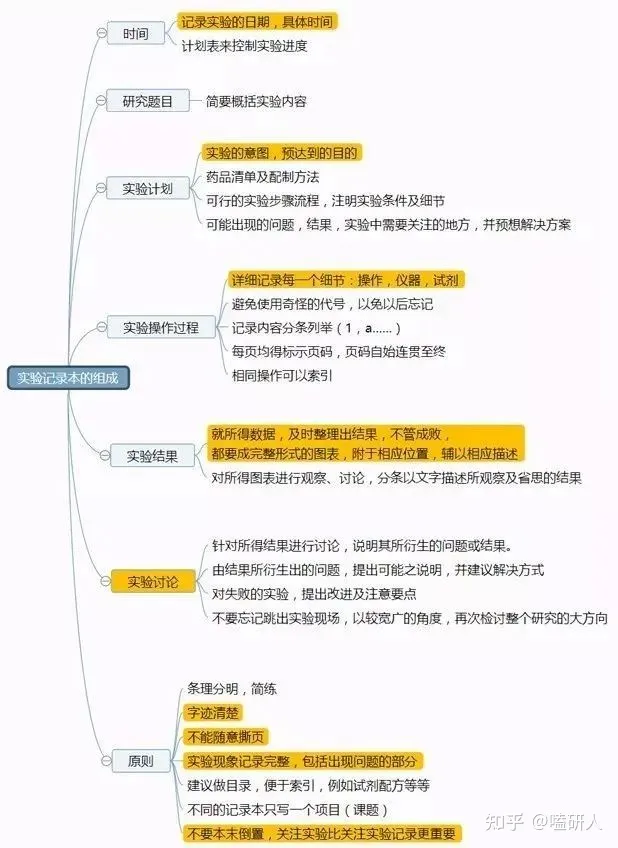 实验记录本的组成
时间
记录实验的日期，具体时间
计划表来控制实验进度
研究题目
简要概括实验内容
实验计划
实验的意图，预达到的目的
药品清单及配制方法
可行的实验步骤流程，注明实验条件及细节
可能出现的问题，结果，实验中需要关注的地方，并预想解决方案
实验操作过程
详细记录每一个细节：操作，仪器，试剂
避免使用奇怪的代号，以免以后忘记
记录内容分条列举（1，a……）
每页均得标示页码，页码自始连贯至终
相同操作可以索引
实验结果
就所得数据，及时整理出结果，不管成败，
都要成完整形式的图表，附于相应位置，辅以相应描述
对所得图表进行观察、讨论，分条以文字描述所观察及省思的结果
实验讨论
针对所得结果进行讨论，说明其所衍生的问题或结果。
由结果所衍生出的问题，提出可能之说明，并建议解决方式
对失败的实验，提出改进及注意要点
不要忘记跳出实验现场，以较宽广的角度，再次检讨整个研究的大方向
原则
条理分明，简练
字迹清楚
不能随意撕页
实验现象记录完整，包括出现问题的部分
建议做目录，便于索引，例如试剂配方等等
不同的记录本只写一个项目（课题）
不要本末倒置，关注实验比关注实验记录更重要
知乎 @嗑研人